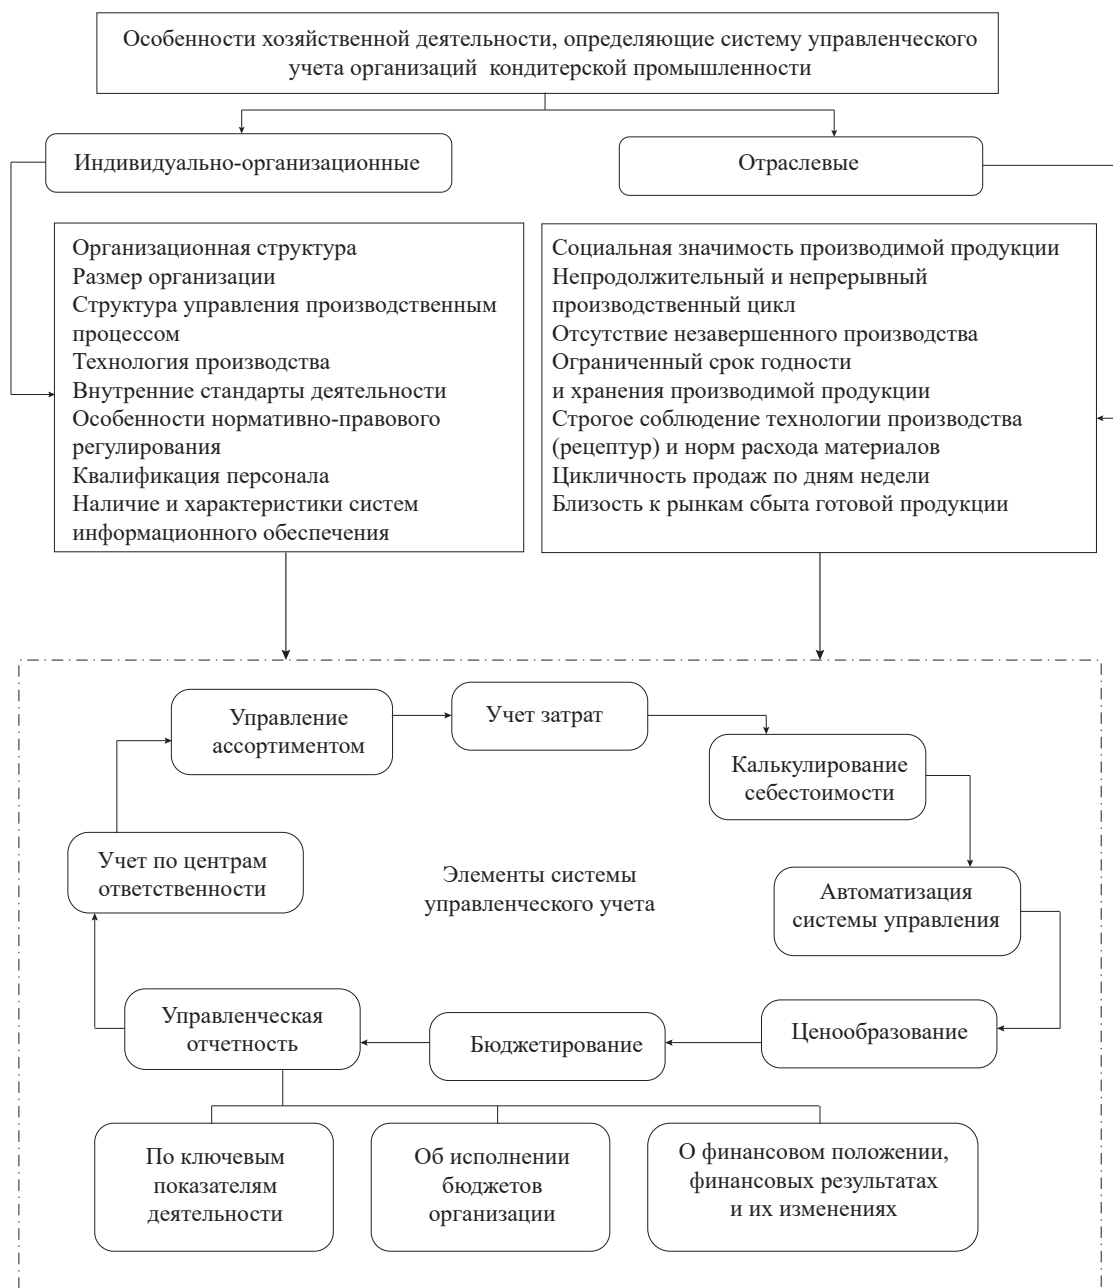 Особенности хозяйственной деятельности, определяющие систему управленческого
учета организаций кондитерской промышленности
Индивидуально-организационные
Отраслевые
Организационная структура
Размер организации
Структура управления производственным
процессом
Технология производства
Внутренние стандарты деятельности
Особенности нормативно-правового
регулирования
Квалификация персонала
Наличие и характеристики систем
информационного обеспечения
Социальная значимость производимой продукции
Непродолжительный и непрерывный
производственный цикл
Отсутствие незавершенного производства
Ограниченный срок годности
и хранения производимой продукции
Строгое соблюдение технологии производства
(рецептур) и норм расхода материалов
Цикличность продаж по дням недели
Близость к рынкам сбыта готовой продукции
Управление
ассортиментом
Учет затрат
Калькулирование
себестоимости
Учет по центрам
ответственности
Элементы системы
управленческого учета
Автоматизация
системы управления
Управленческая
отчетность
Бюджетирование
Ценообразование
По ключевым
показателям
деятельности
Об исполнении
бюджетов
организации
О финансовом положении,
финансовых результатах
и их изменениях